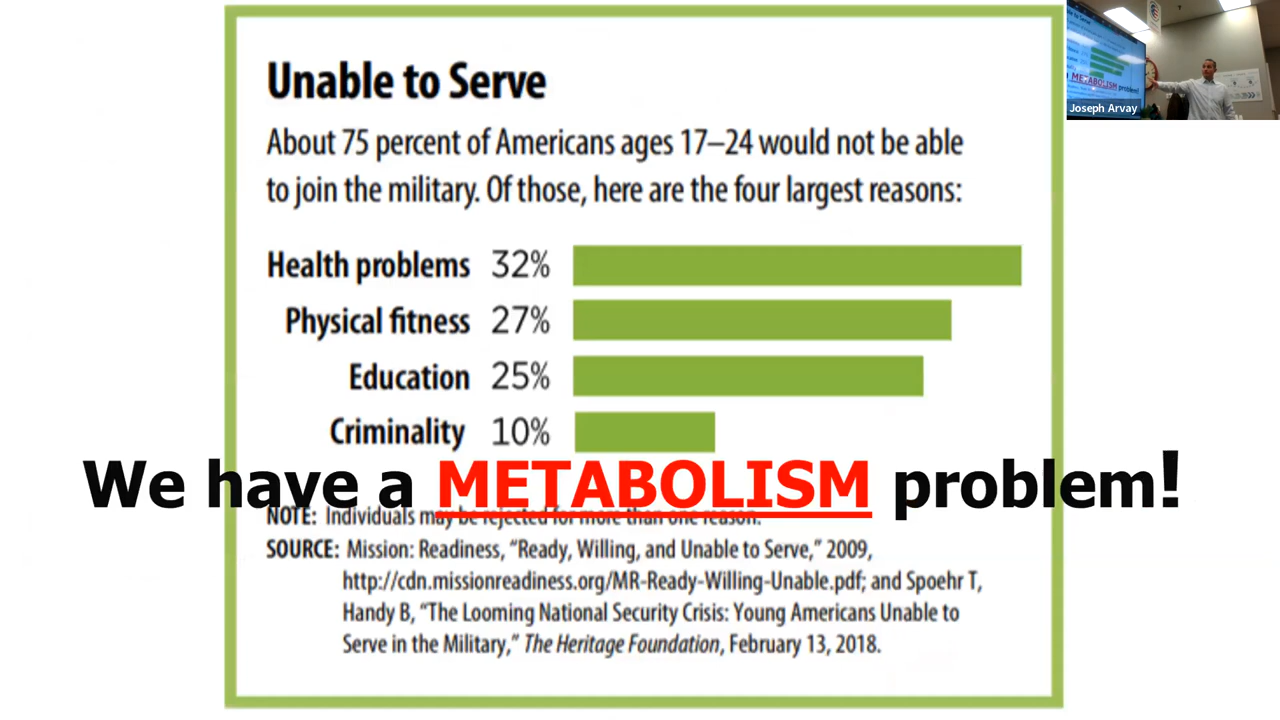 Unable to Serve
About 75 percent of Americans ages 17–24 would not be able
to join the military. Of those, here are the four largest reasons:
Health problems 32%
Physical fitness 27%
Education 25%
Criminality 10%
We have a METABOLISM problem!
NOTE: Individuals may be rejected for more than one reason.
SOURCE: Mission: Readiness, “Ready, Willing, and Unable to Serve,” 2009,
http://cdn.missionreadiness.org/MR-Ready-Willing-Unable.pdf; and Spoehr T,
Handy B, “The Looming National Security Crisis: Young Americans Unable to
Serve in the Military,” The Heritage Foundation, February 13, 2018.
METABOLISM problem!
Joseph Arvay